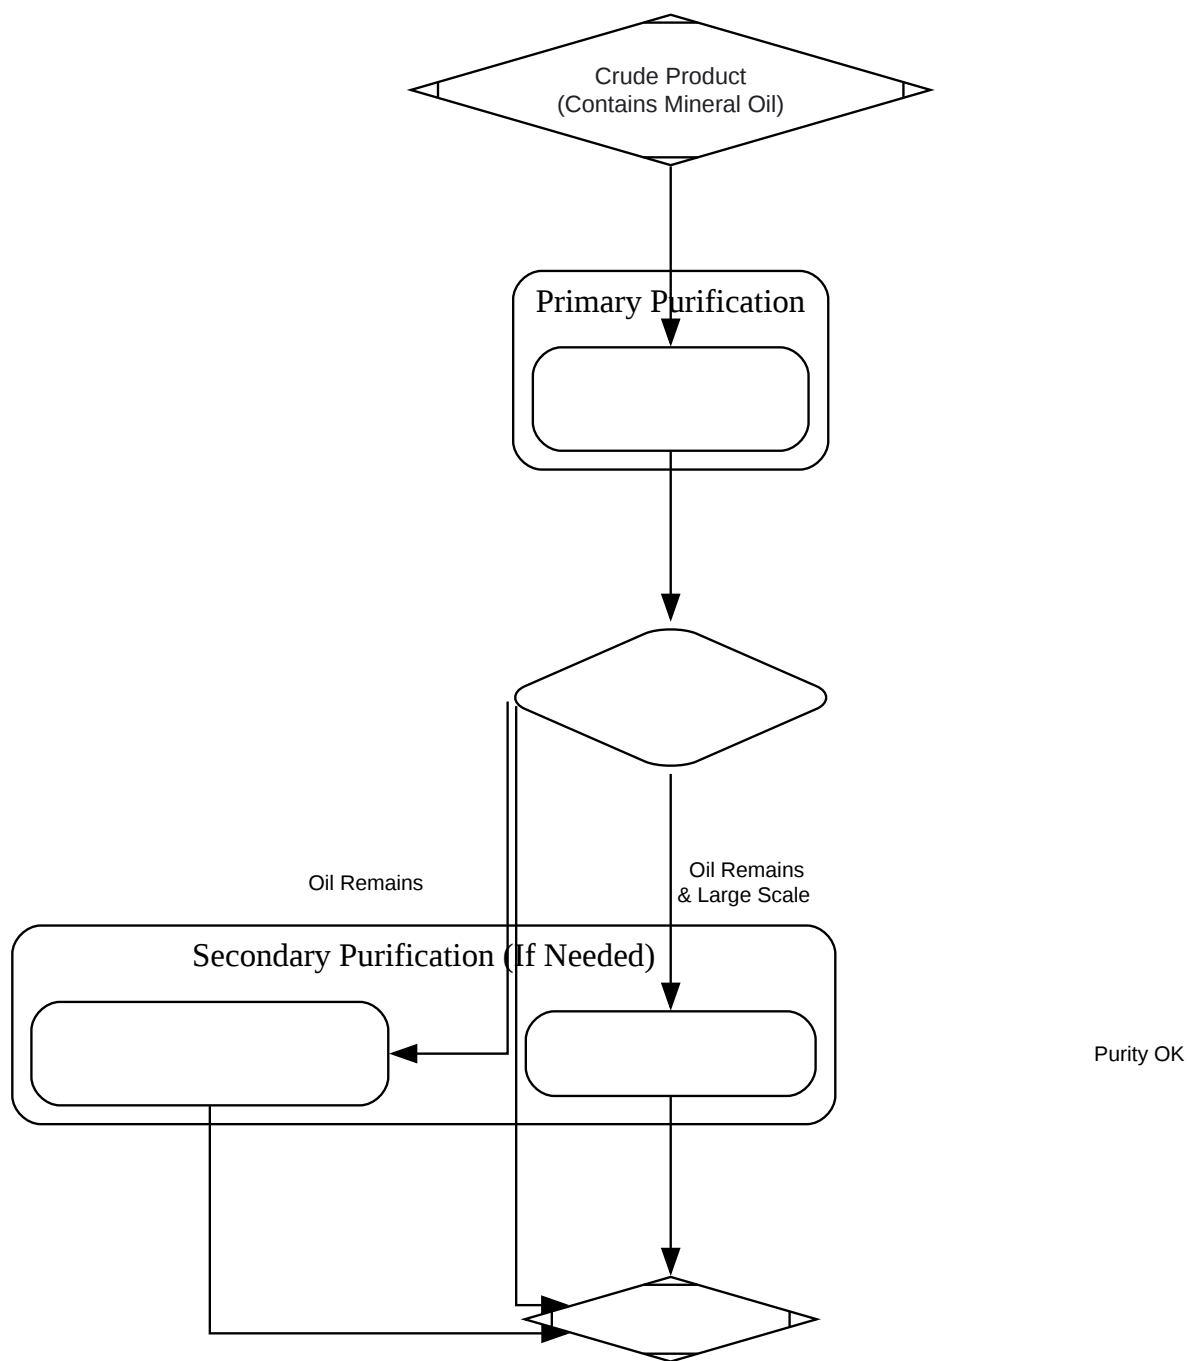 Crude Product
(Contains Mineral Oil)
Primary Purification
Oil Remains
Oil Remains
& Large Scale
Secondary Purification (If Needed)
Purity OK